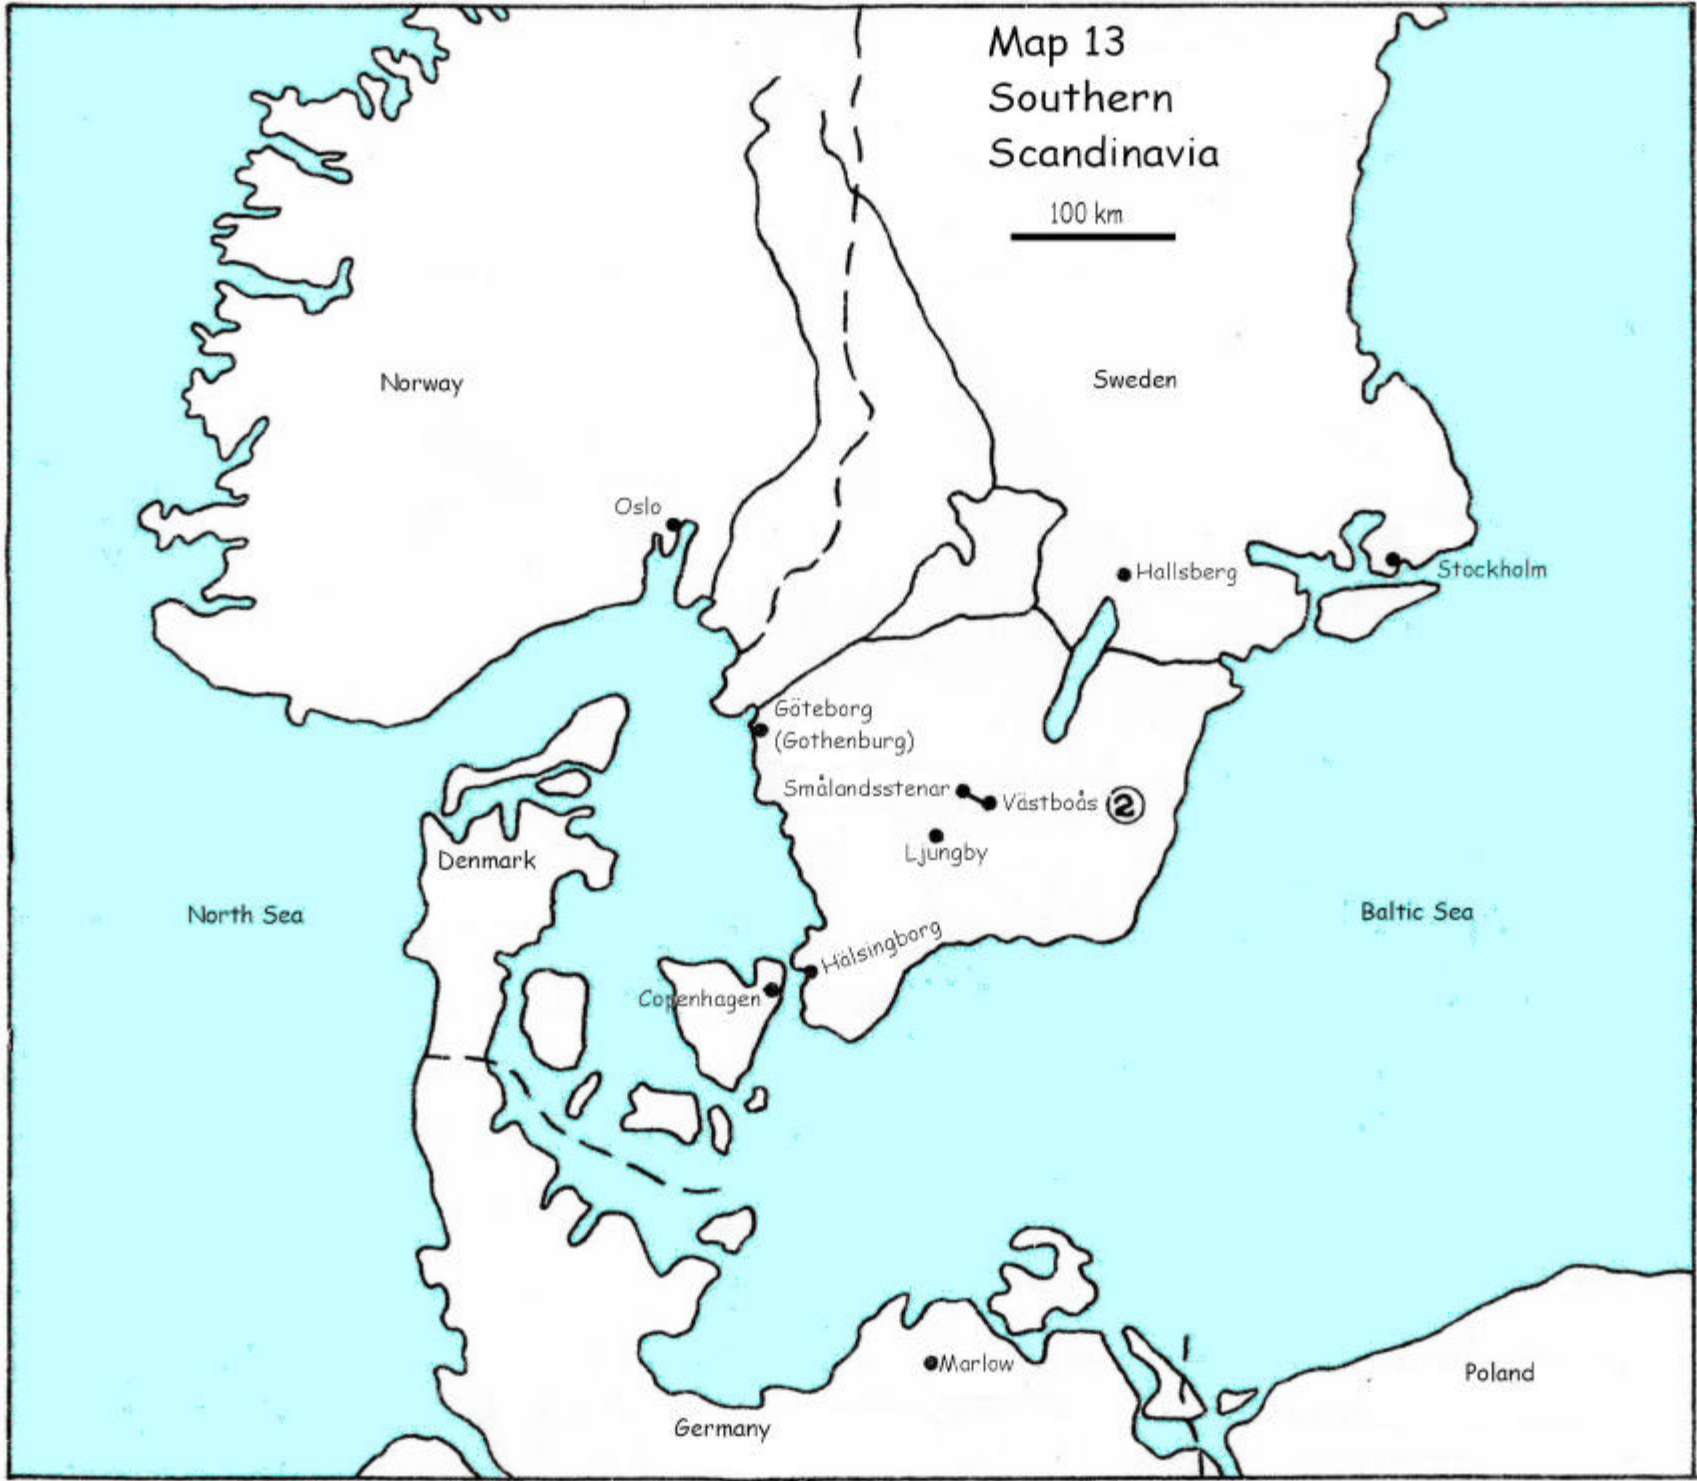 Map 13
Southern
Scandinavia
100 km
Norway
Sweden
Oslo
Hallsberg
Stockholm
Göteborg
(Gothenburg)
Smålandsstenar
Västboås
2
Ljungby
Denmark
North Sea
Baltic Sea
Hälsingborg
Copenhagen
Marlow
Poland
Germany